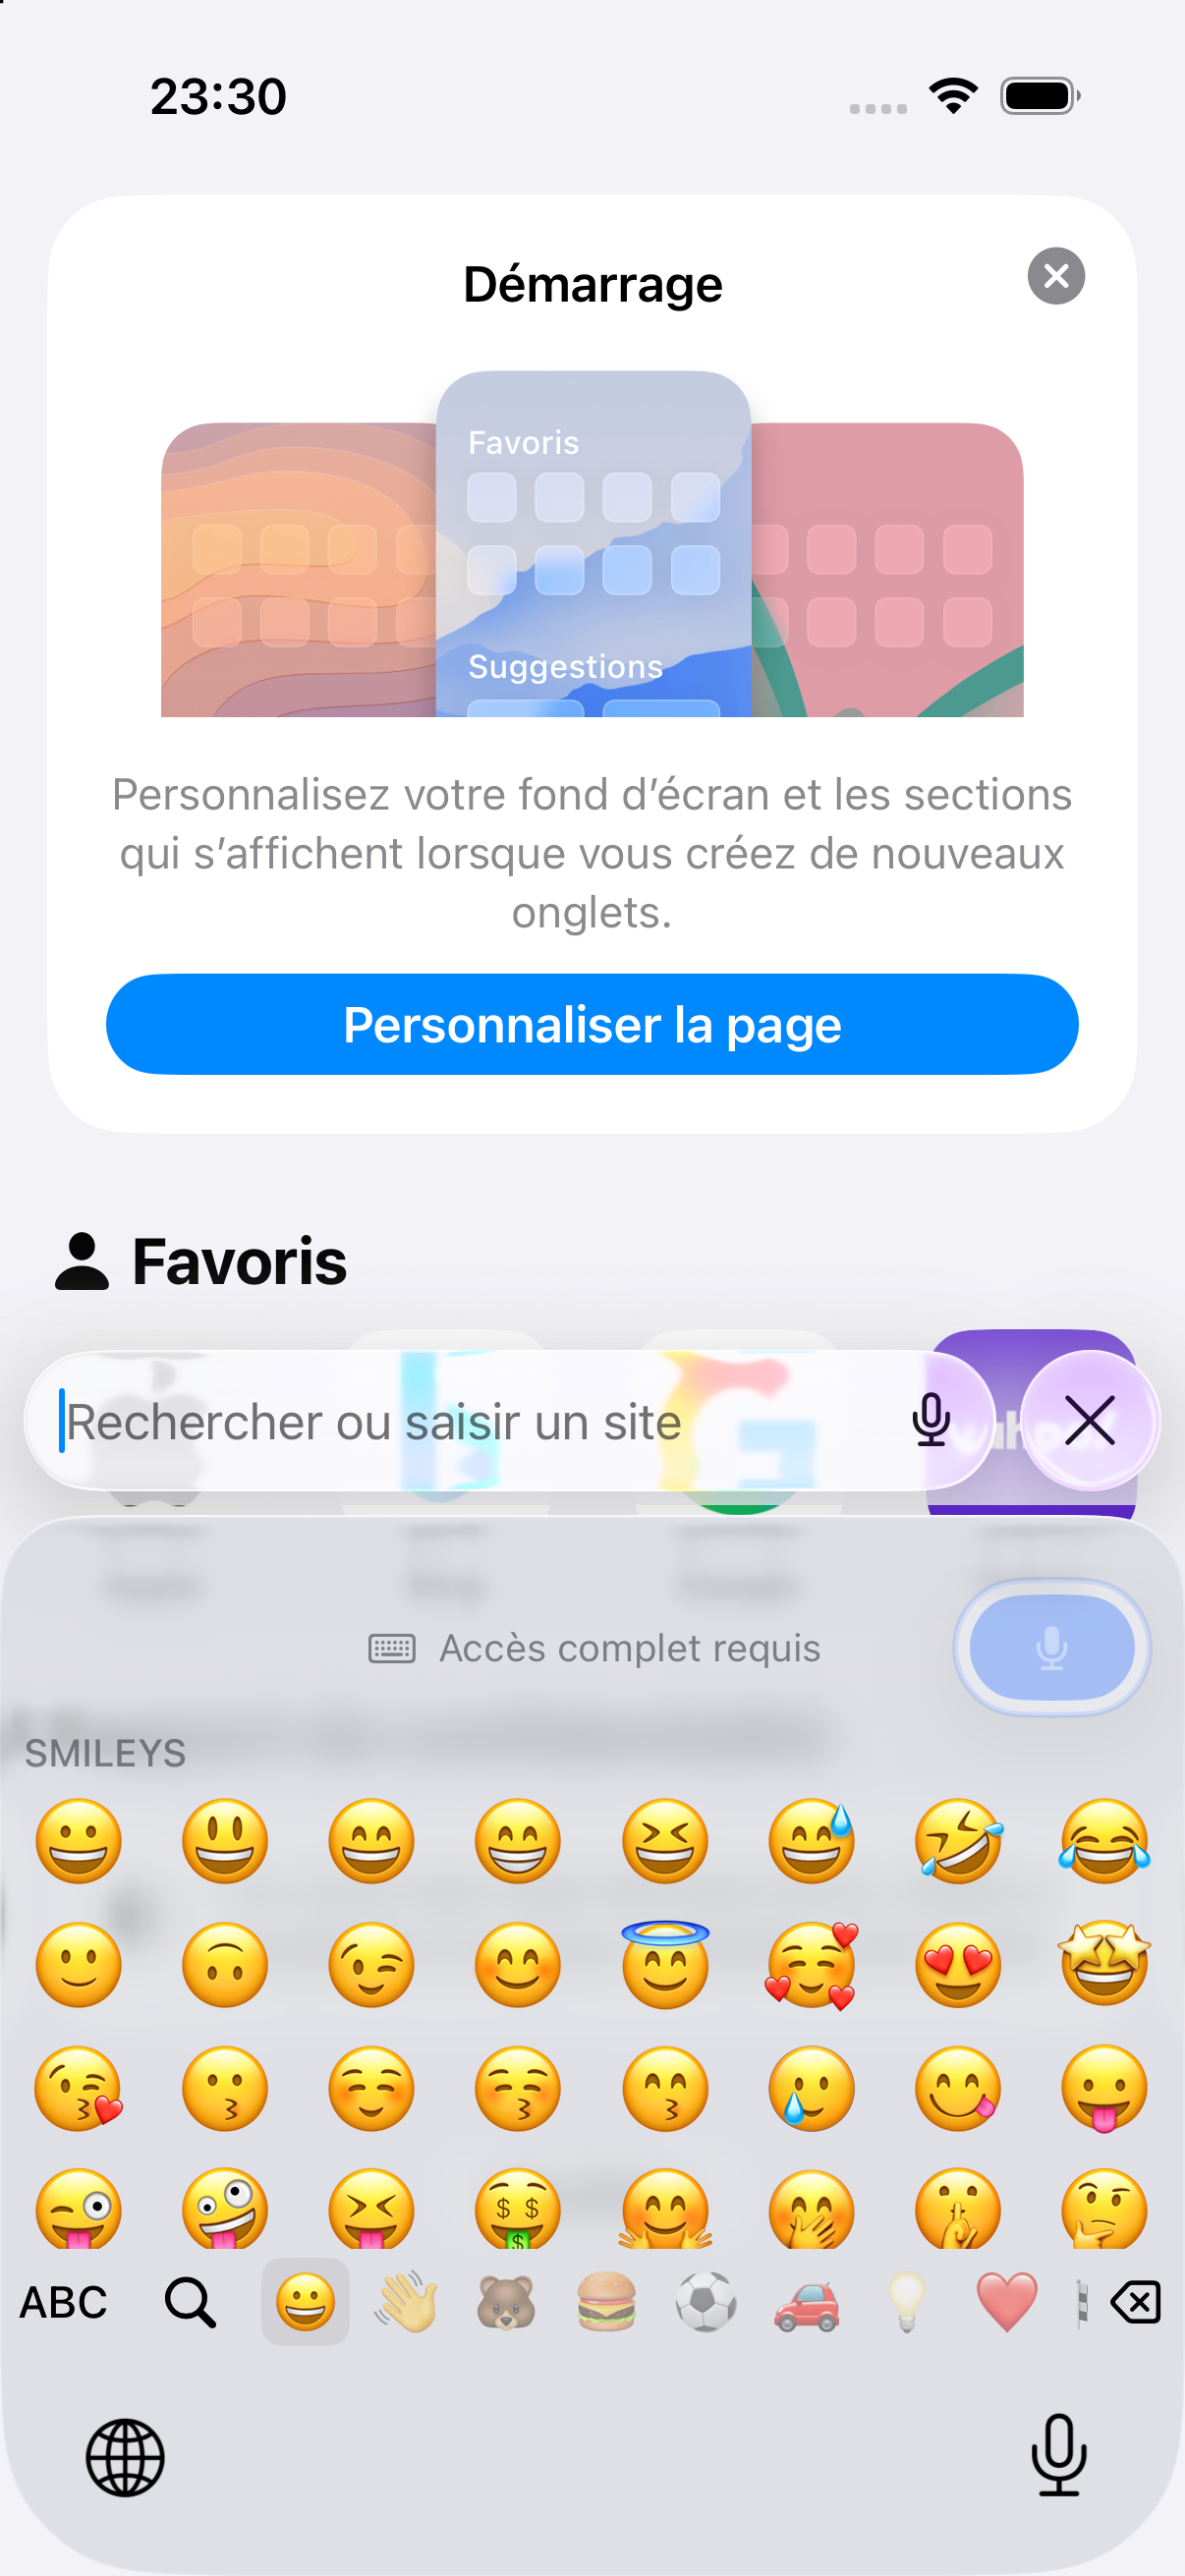 23:30
Démarrage
Favoris
Suggestions
Personnalisez votre fond d’écran et les sections
qui s’affichent lorsque vous créez de nouveaux
onglets.
Personnaliser la page
Favoris
Rechercher ou saisir un site
Accès complet requis
SMILEYS
ABC